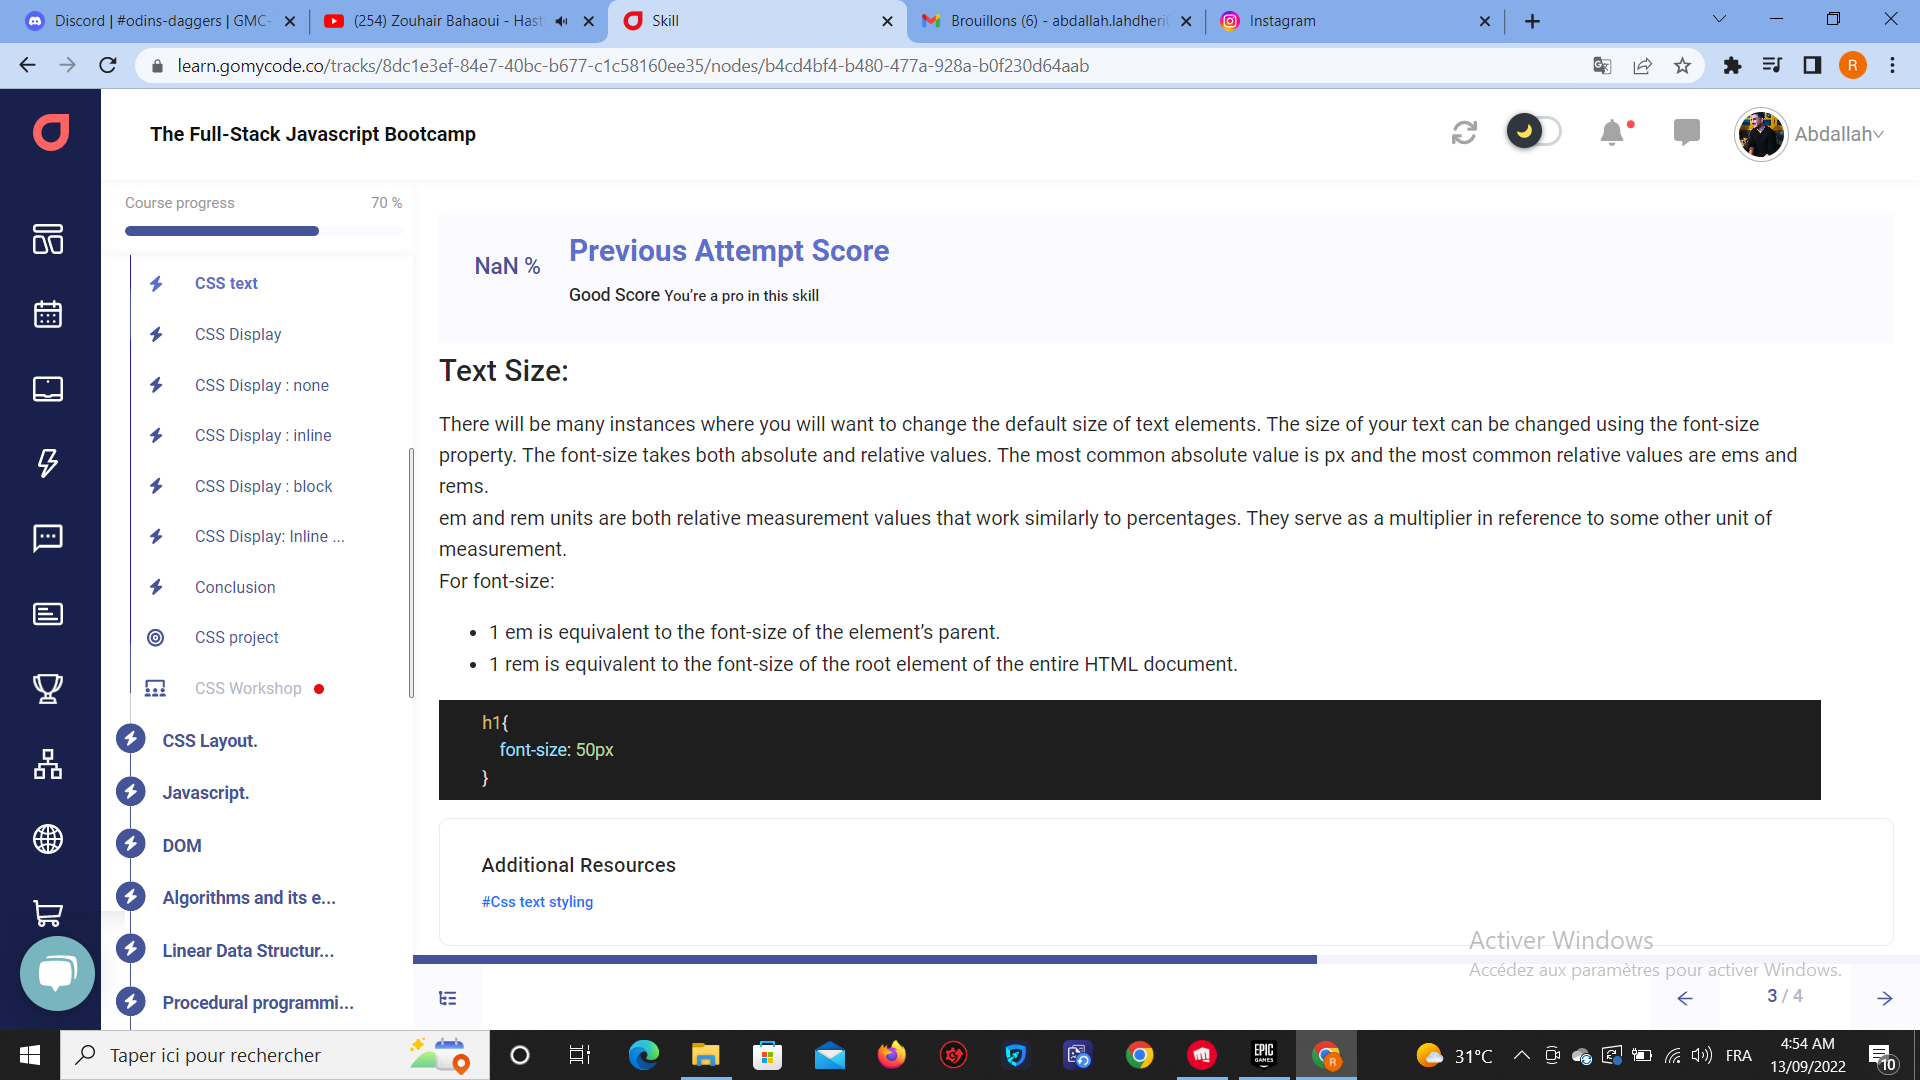 Discord | #odins-daggers | GMC-
(254) Zouhair Bahaoui - Hast
Skill
Brouillons (6) - abdallah.lahdheri
Instagram
learn.gomycode.co/tracks/8dc1e3ef-84e7-40bc-b677-c1c58160ee35/nodes/b4cd4bf4-b480-477a-928a-b0f230d64aab
R
The Full-Stack Javascript Bootcamp
Abdallah
Course progress
70 %
CSS text
CSS Display
CSS Display : none
CSS Display : inline
CSS Display : block
CSS Display: Inline ...
Conclusion
CSS project
CSS Workshop
CSS Layout.
Javascript.
DOM
Algorithms and its e...
Linear Data Structur...
Procedural programmi...
NaN %
Previous Attempt Score
Good Score You’re a pro in this skill
Text Size:
There will be many instances where you will want to change the default size of text elements. The size of your text can be changed using the font-size
property. The font-size takes both absolute and relative values. The most common absolute value is px and the most common relative values are ems and
rems.
em and rem units are both relative measurement values that work similarly to percentages. They serve as a multiplier in reference to some other unit of
measurement.
For font-size:
• 1 em is equivalent to the font-size of the element’s parent.
• 1 rem is equivalent to the font-size of the root element of the entire HTML document.
h1{
font-size: 50px
}
Additional Resources
#Css text styling
Activer Windows
Accédez aux paramètres pour activer Windows.
3 / 4
Taper ici pour rechercher
EPIC
GAMES
R
31°C
FRA
4:54 AM
13/09/2022
10